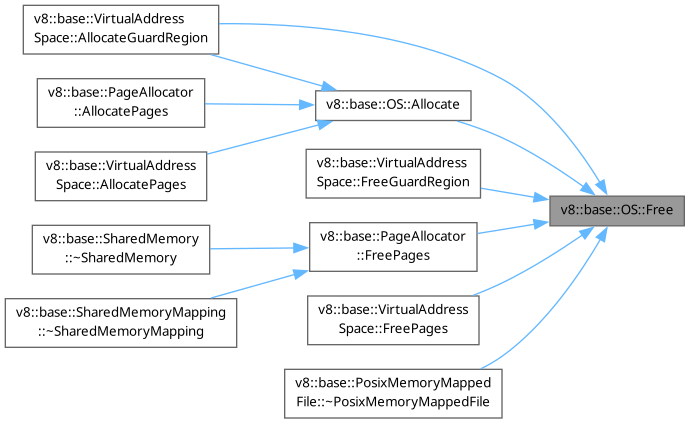 v8::base::VirtualAddress
Space::AllocateGuardRegion
v8::base::PageAllocator
::AllocatePages
v8::base::OS::Allocate
v8::base::VirtualAddress
Space::AllocatePages
v8::base::VirtualAddress
Space::FreeGuardRegion
v8::base::OS::Free
v8::base::SharedMemory
::~SharedMemory
v8::base::PageAllocator
::FreePages
v8::base::SharedMemoryMapping
::~SharedMemoryMapping
v8::base::VirtualAddress
Space::FreePages
v8::base::PosixMemoryMapped
File::~PosixMemoryMappedFile